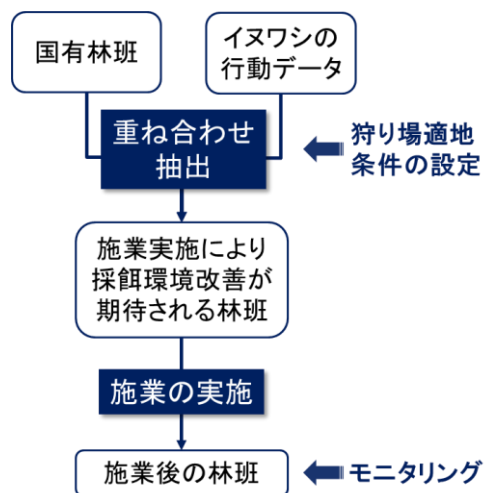 国有林班
イヌワシの
行動データ
重ね合わせ
抽出
狩り場適地
条件の設定
施業実施により
採餌環境改善が
期待される林班
施業の実施
施業後の林班
モニタリング